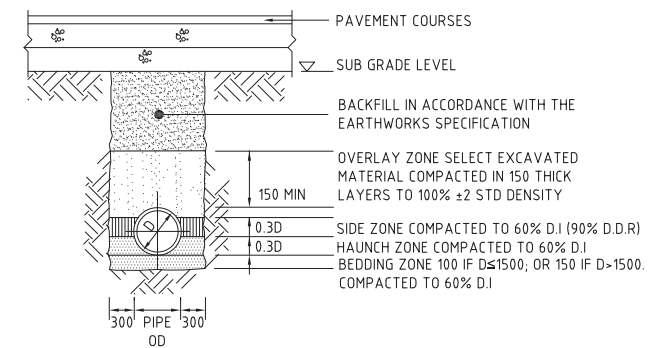 PAVEMENT COURSES
SUB GRADE LEVEL
BACKFILL IN ACCORDANCE WITH THE
EARTHWORKS SPECIFICATION
OVERLAY ZONE SELECT EXCAVATED
MATERIAL COMPACTED IN 150 THICK
LAYERS TO 100% ±2 STD DENSITY
150 MIN
D
0.3D
SIDE ZONE COMPACTED TO 60% D.I (90% D.D.R)
0.3D
HAUNCH ZONE COMPACTED TO 60% D.I
BEDDING ZONE 100 IF D≤1500; OR 150 IF D>1500.
COMPACTED TO 60% D.I
300 PIPE 300
OD